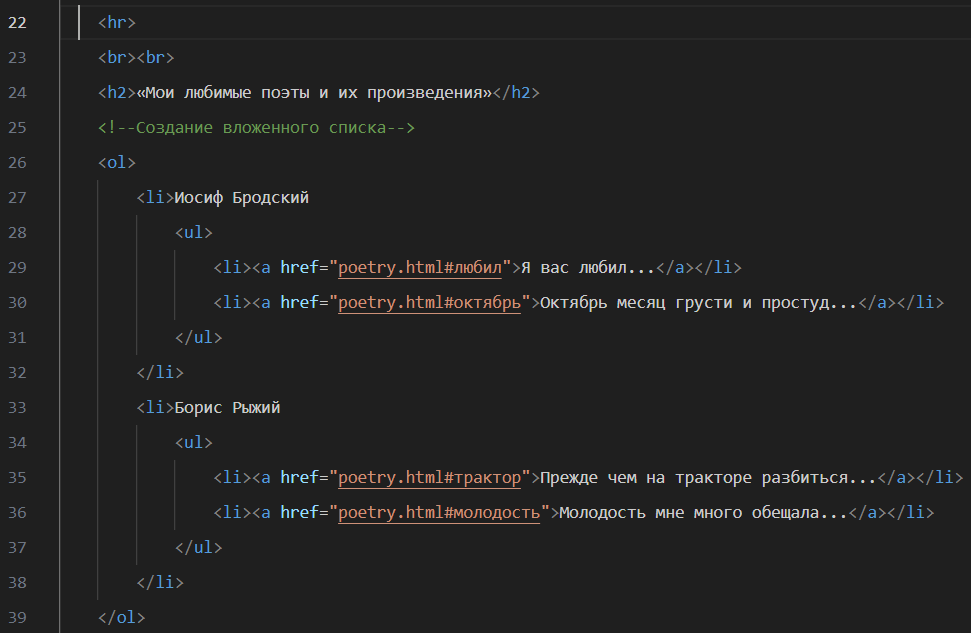 22 <hr>
23 <br><br>
24 <h2>«Мои любимые поэты и их произведения»</h2>
25 <!--Создание вложенного списка-->
26 <ol>
27 <li>Иосиф Бродский
28 <ul>
29 <li><a href="poetry.html#любил">Я вас любил...</a></li>
30 <li><a href="poetry.html#октябрь">Октябрь месяц грусти и простуд...</a></li>
31 </ul>
32 </li>
33 <li>Борис Рыжий
34 <ul>
35 <li><a href="poetry.html#трактор">Прежде чем на тракторе разбиться...</a></li>
36 <li><a href="poetry.html#молодость">Молодость мне много обещала...</a></li>
37 </ul>
38 </li>
39 </ol>